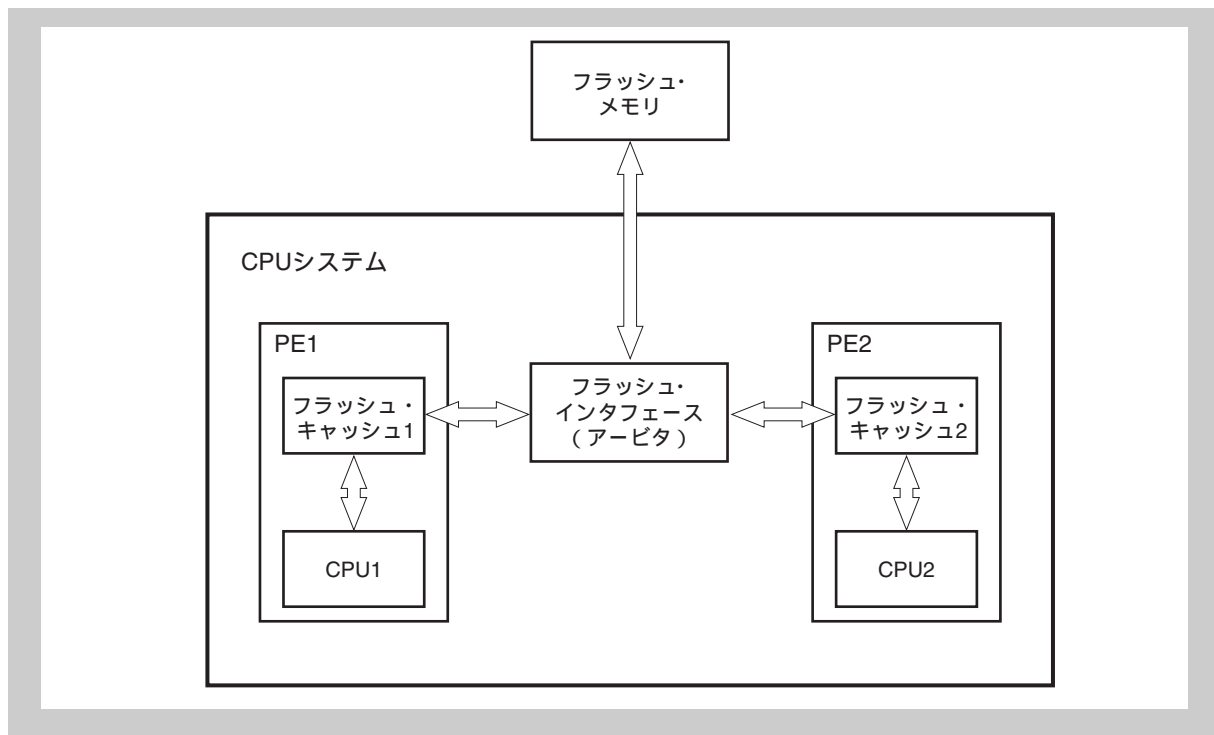 フラッシュ・
メモリ
CPUシステム
PE1
フラッシュ・
キャッシュ1
CPU1
フラッシュ・
インタフェース
（アービタ）
PE2
フラッシュ・
キャッシュ2
CPU2